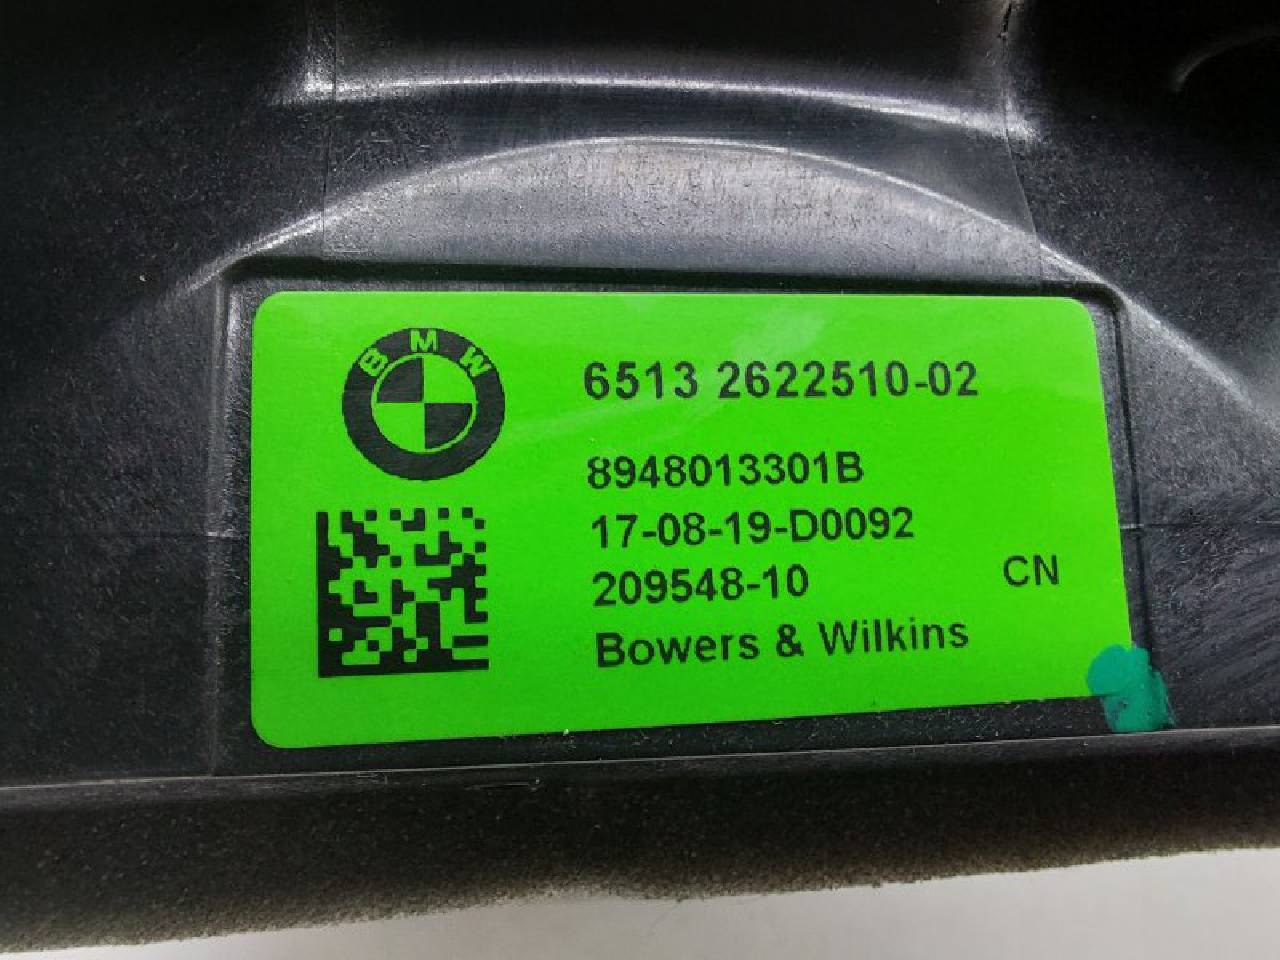 BMW
6513 2622510-02
8948013301B
17-08-19-D0092
209548-10
CN
Bowers & Wilkins